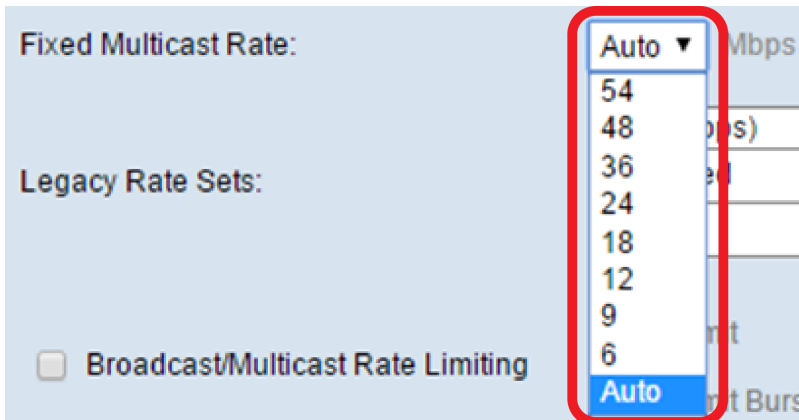 Fixed Multicast Rate: Auto ▼ Mbps
54
48
36
Legacy Rate Sets:
24
18
12
9
6
Broadcast/Multicast Rate Limiting
Auto